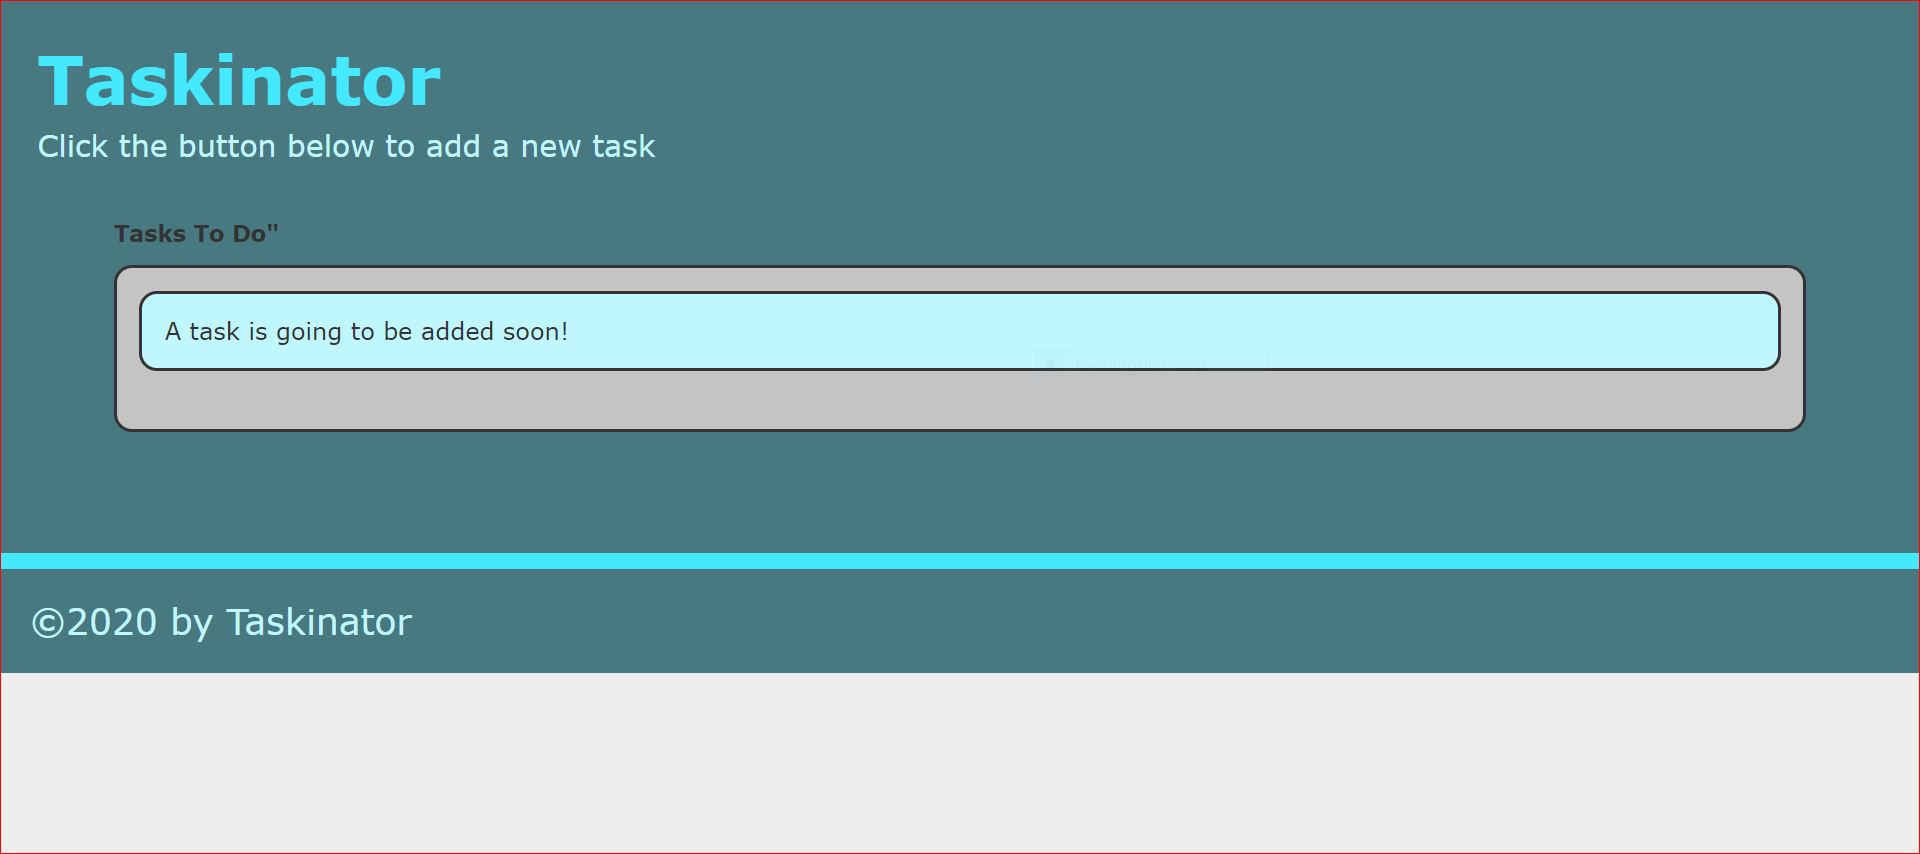 Taskinator
Click the button below to add a new task
Tasks To Do"
A task is going to be added soon!
Rectangular Snip
©2020 by Taskinator